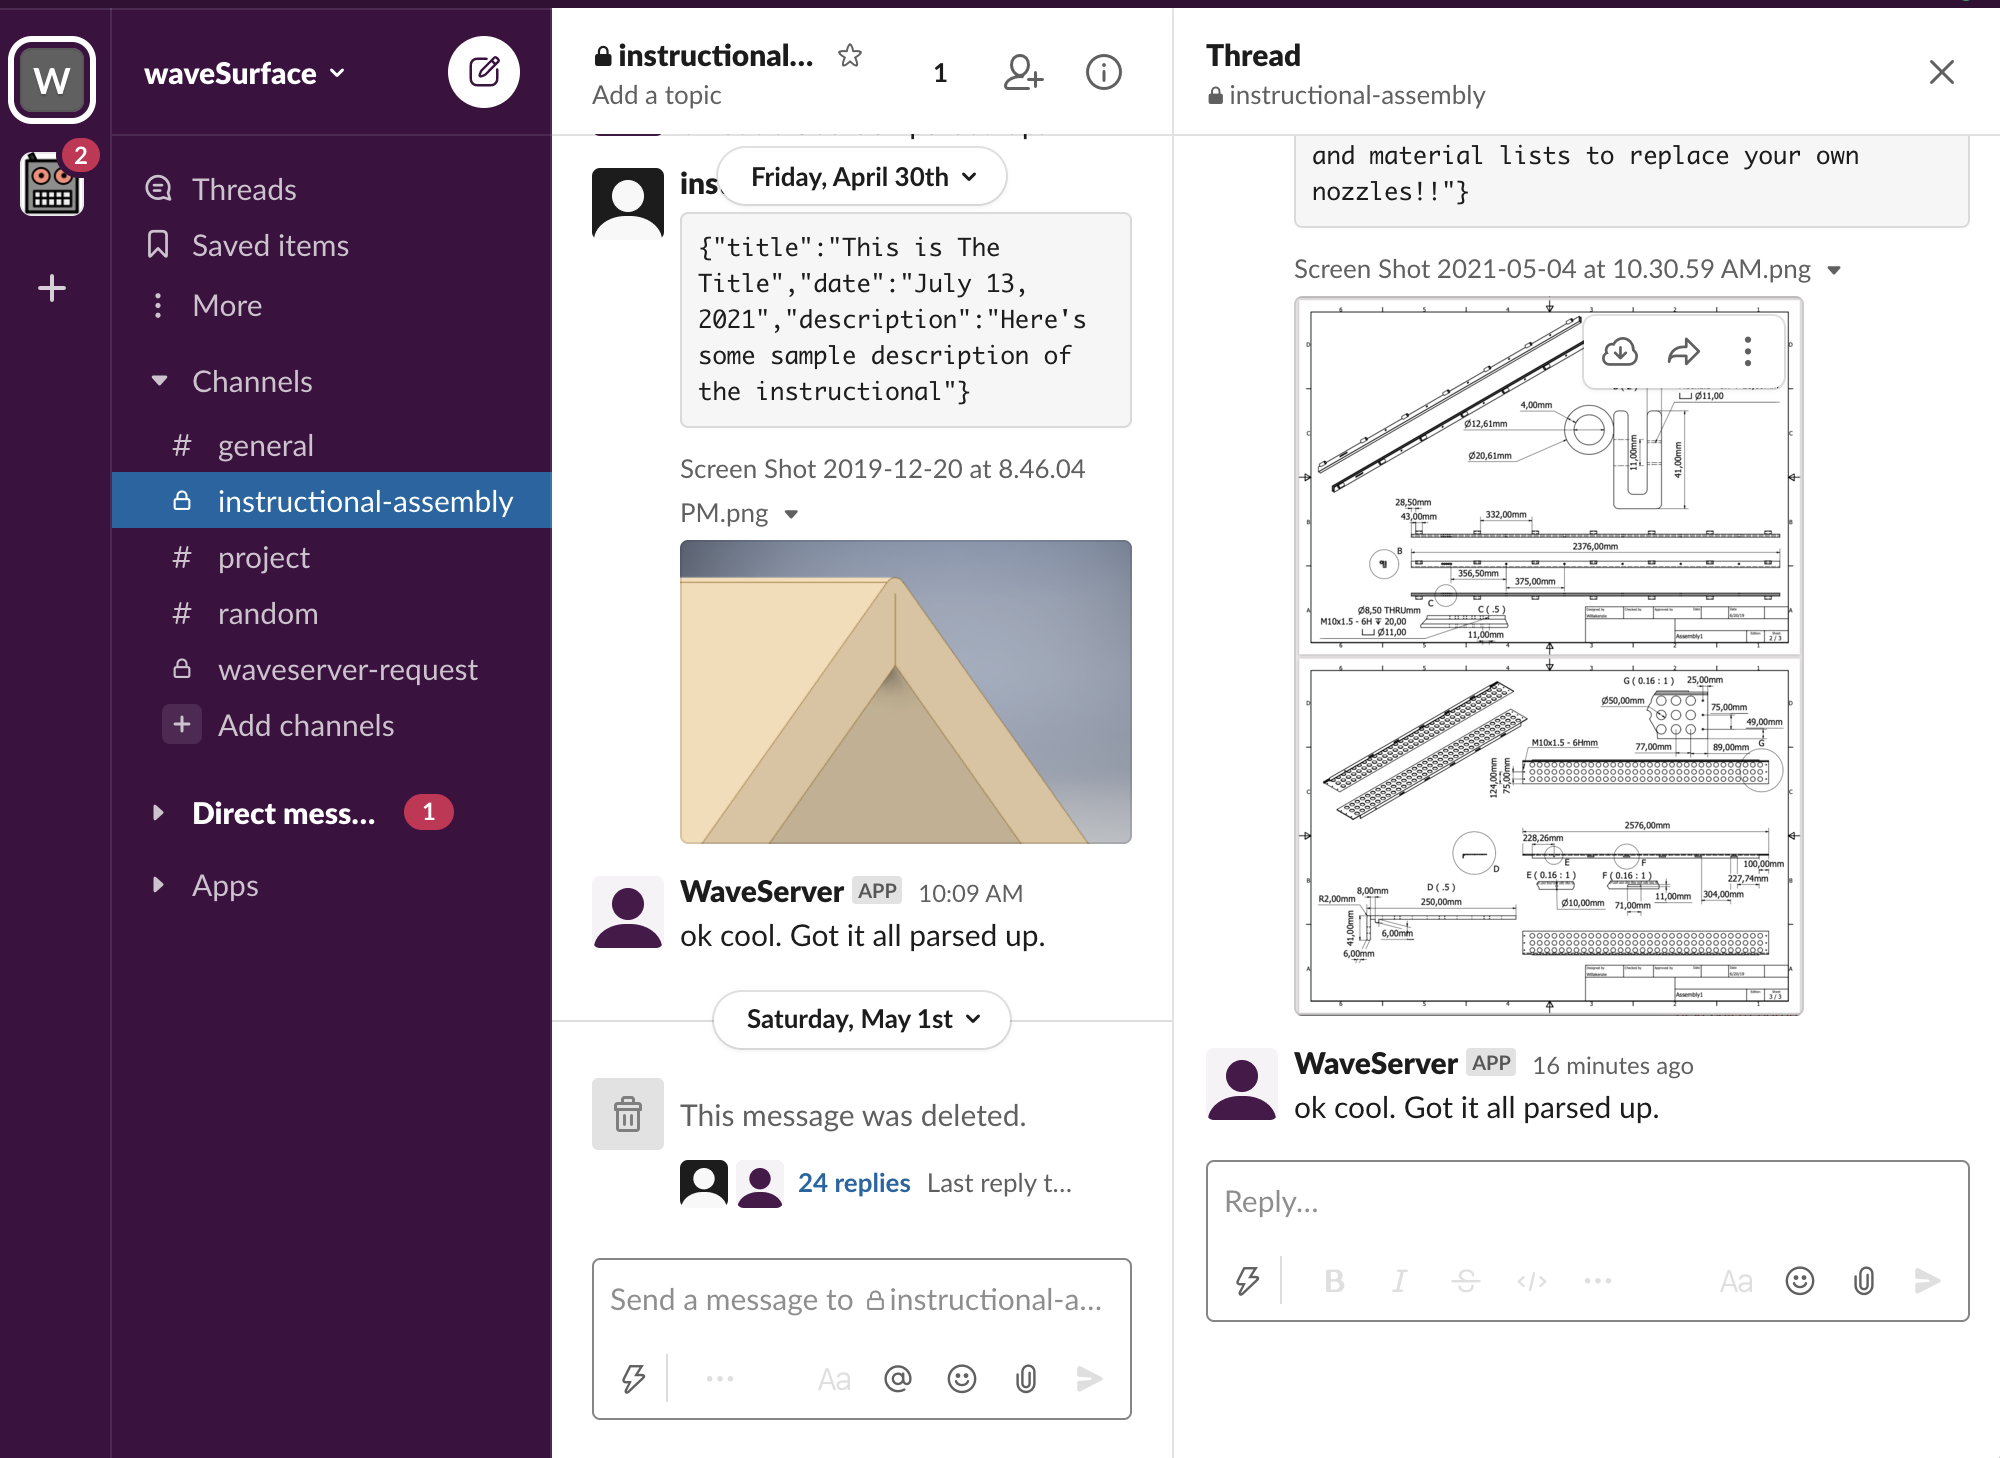 W
2
waveSurface
Threads
Saved items
More
Channels
# general
instructional-assembly
# project
# random
waveserver-request
+ Add channels
Direct mess... 1
Apps
instructional...
1
Add a topic
Friday, April 30th
ins
{"title":"This is The
Title","date":"July 13,
2021","description":"Here's
some sample description of
the instructional"}
Screen Shot 2019-12-20 at 8.46.04
PM.png
WaveServer APP 10:09 AM
ok cool. Got it all parsed up.
Saturday, May 1st
This message was deleted.
24 replies Last reply t...
Send a message to instructional-a...
Aa
Thread
instructional-assembly
and material lists to replace your own
nozzles!!"}
Screen Shot 2021-05-04 at 10.30.59 AM.png
Ø11,00
4,00mm
Ø12,61mm
Ø20,61mm
11,00mm
41,00mm
28,50mm
43,00mm
332,00mm
2376,00mm
B
356,50mm
375,00mm
C
Ø8,50 THRUmm
M10x1.5 - 6H ↧ 20,00
Ø11,00
C ( .5 )
11,00mm
Assembly1
2 / 3
G ( 0.16 : 1 )
25,00mm
Ø50,00mm
75,00mm
49,00mm
M10x1.5 - 6Hmm
77,00mm
89,00mm
G
124,00mm
75,00mm
2576,00mm
228,26mm
D
E
F
100,00mm
E ( 0.16 : 1 )
F ( 0.16 : 1 )
227,74mm
8,00mm
D ( .5 )
R2,00mm
250,00mm
Ø10,00mm
71,00mm
11,00mm
304,00mm
41,00mm
6,00mm
6,00mm
Assembly1
3 / 3
WaveServer APP 16 minutes ago
ok cool. Got it all parsed up.
Reply...
B I S </> Aa